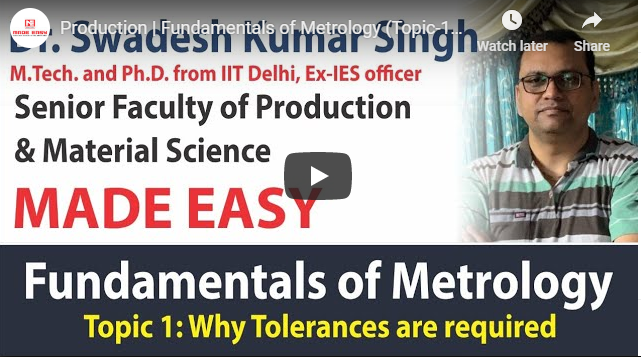 MADE EASY
Production I Fundamentals of Metrology (Topic-1...
Watch later
Share
Dr. Swadesh Kumar Singh
M.Tech. and Ph.D. from IIT Delhi, Ex-IES officer
Senior Faculty of Production
& Material Science
MADE EASY
Fundamentals of Metrology
Topic 1: Why Tolerances are required